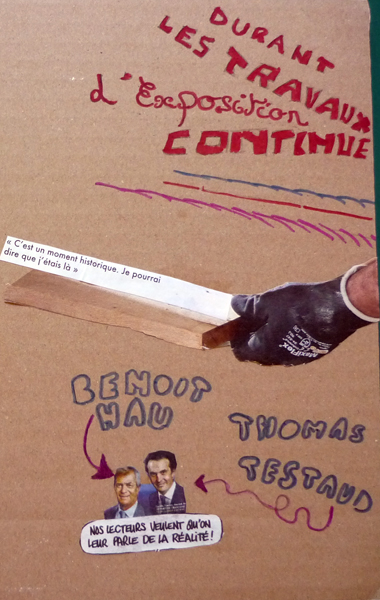 DURANT
LES TRAVAUX
d'Exposition
CONTINUE
« C'est un moment historique. Je pourrai
dire que j'étais là »
MaxiFlex
BENOIT
HAU
THOMAS
TESTAUD
NOS LECTEURS VEULENT QU'ON
LEUR PARLE DE LA RÉALITÉ !